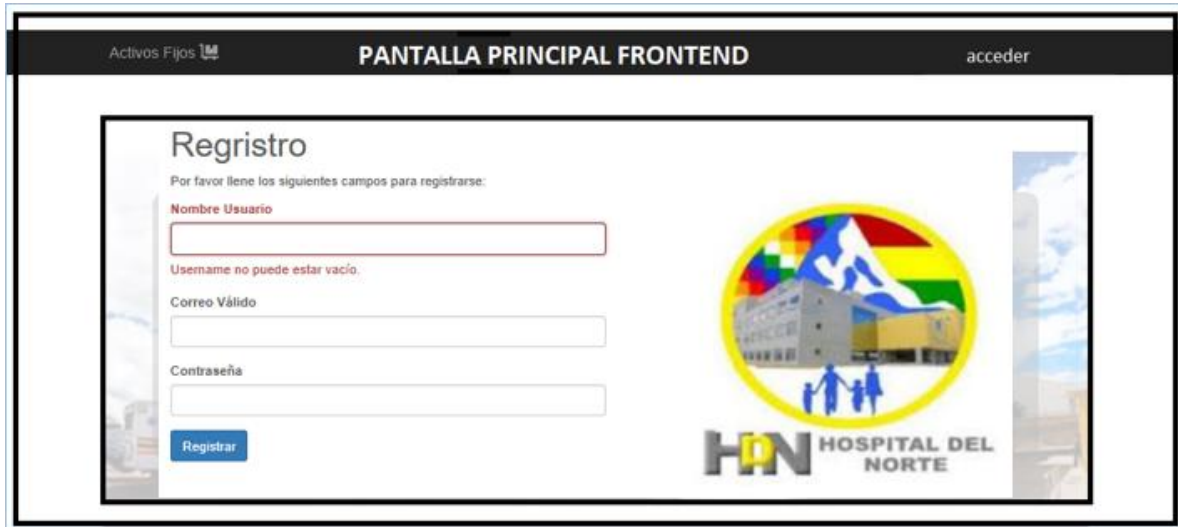 Activos Fijos
PANTALLA PRINCIPAL FRONTEND
acceder
Regristro
Por favor llene los siguientes campos para registrarse:
Nombre Usuario
Username no puede estar vacío.
Correo Válido
Contraseña
Registrar
HDN HOSPITAL DEL
NORTE